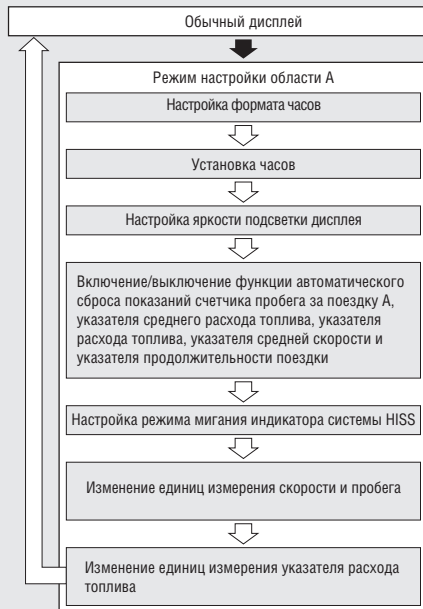 Обычный дисплей
Режим настройки области А
Настройка формата часов
Установка часов
Настройка яркости подсветки дисплея
Включение/выключение функции автоматического
сброса показаний счетчика пробега за поездку А,
указателя среднего расхода топлива, указателя
расхода топлива, указателя средней скорости и
указателя продолжительности поездки
Настройка режима мигания индикатора системы HISS
Изменение единиц измерения скорости и пробега
Изменение единиц измерения указателя расхода
топлива